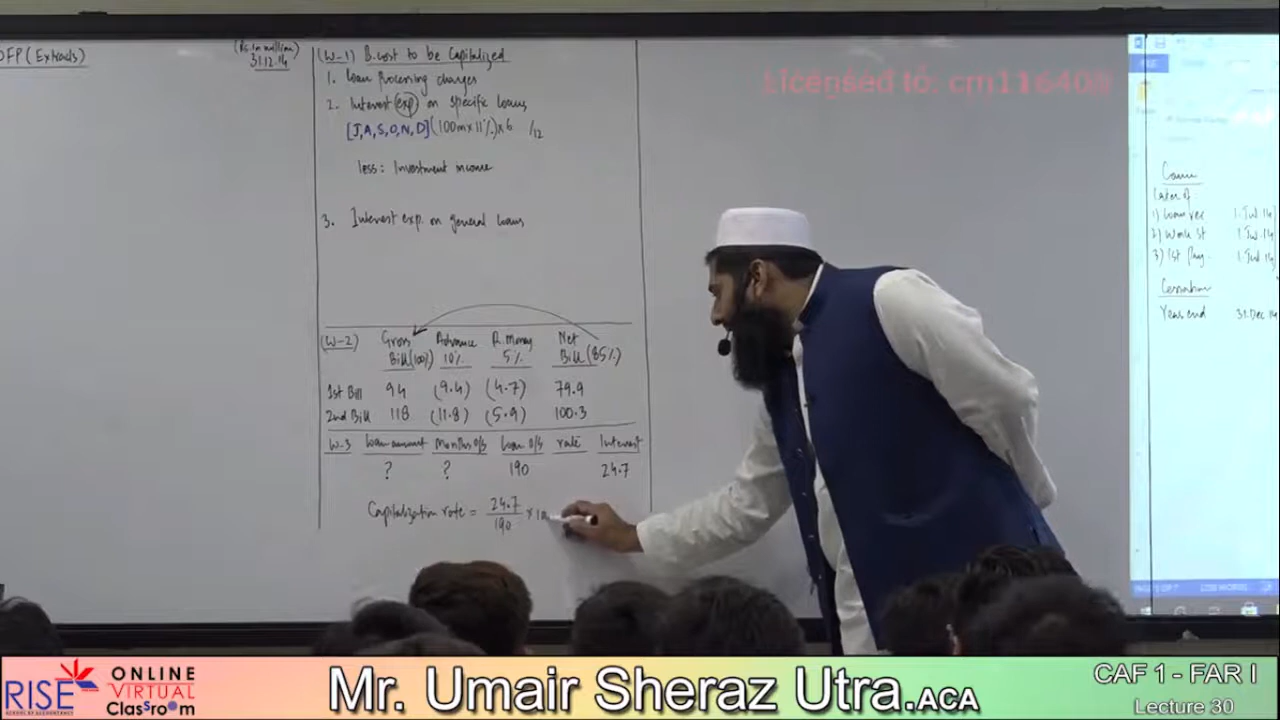 OFP (Extracts)
(Rs. in million)
31.12.14
(W-1) B.cost to be Capitalized
1. Loan Processing charges
2. Interest (exp) on specific loans
[J,A,S,O,N,D] (100m x 11%) x 6/12
less: Investment income
3. Interest exp. on general loans
(W-2) Gross Bill (100%) Advance 10% R.Money 5% Net Bill (85%)
1st Bill 94 (9.4) (4.7) 79.9
2nd Bill 118 (11.8) (5.9) 100.3
W-3 Loan amount Months o/s Loan o/s rate Interest
? ? 190 24.7
Capitalization rate = 24.7/190 x 10
Licensed to: cm11640
Later of
1) Loan rec 1.Jul.14
2) Work st 1.Jul.14
3) 1st Pay. 1.Jul.14
Year end 31.Dec 14
RISE
SCHOOL OF ACCOUNTANCY
ONLINE
VIRTUAL
Classroom
Mr. Umair Sheraz Utra.ACA
CAF 1 - FAR I
Lecture 30